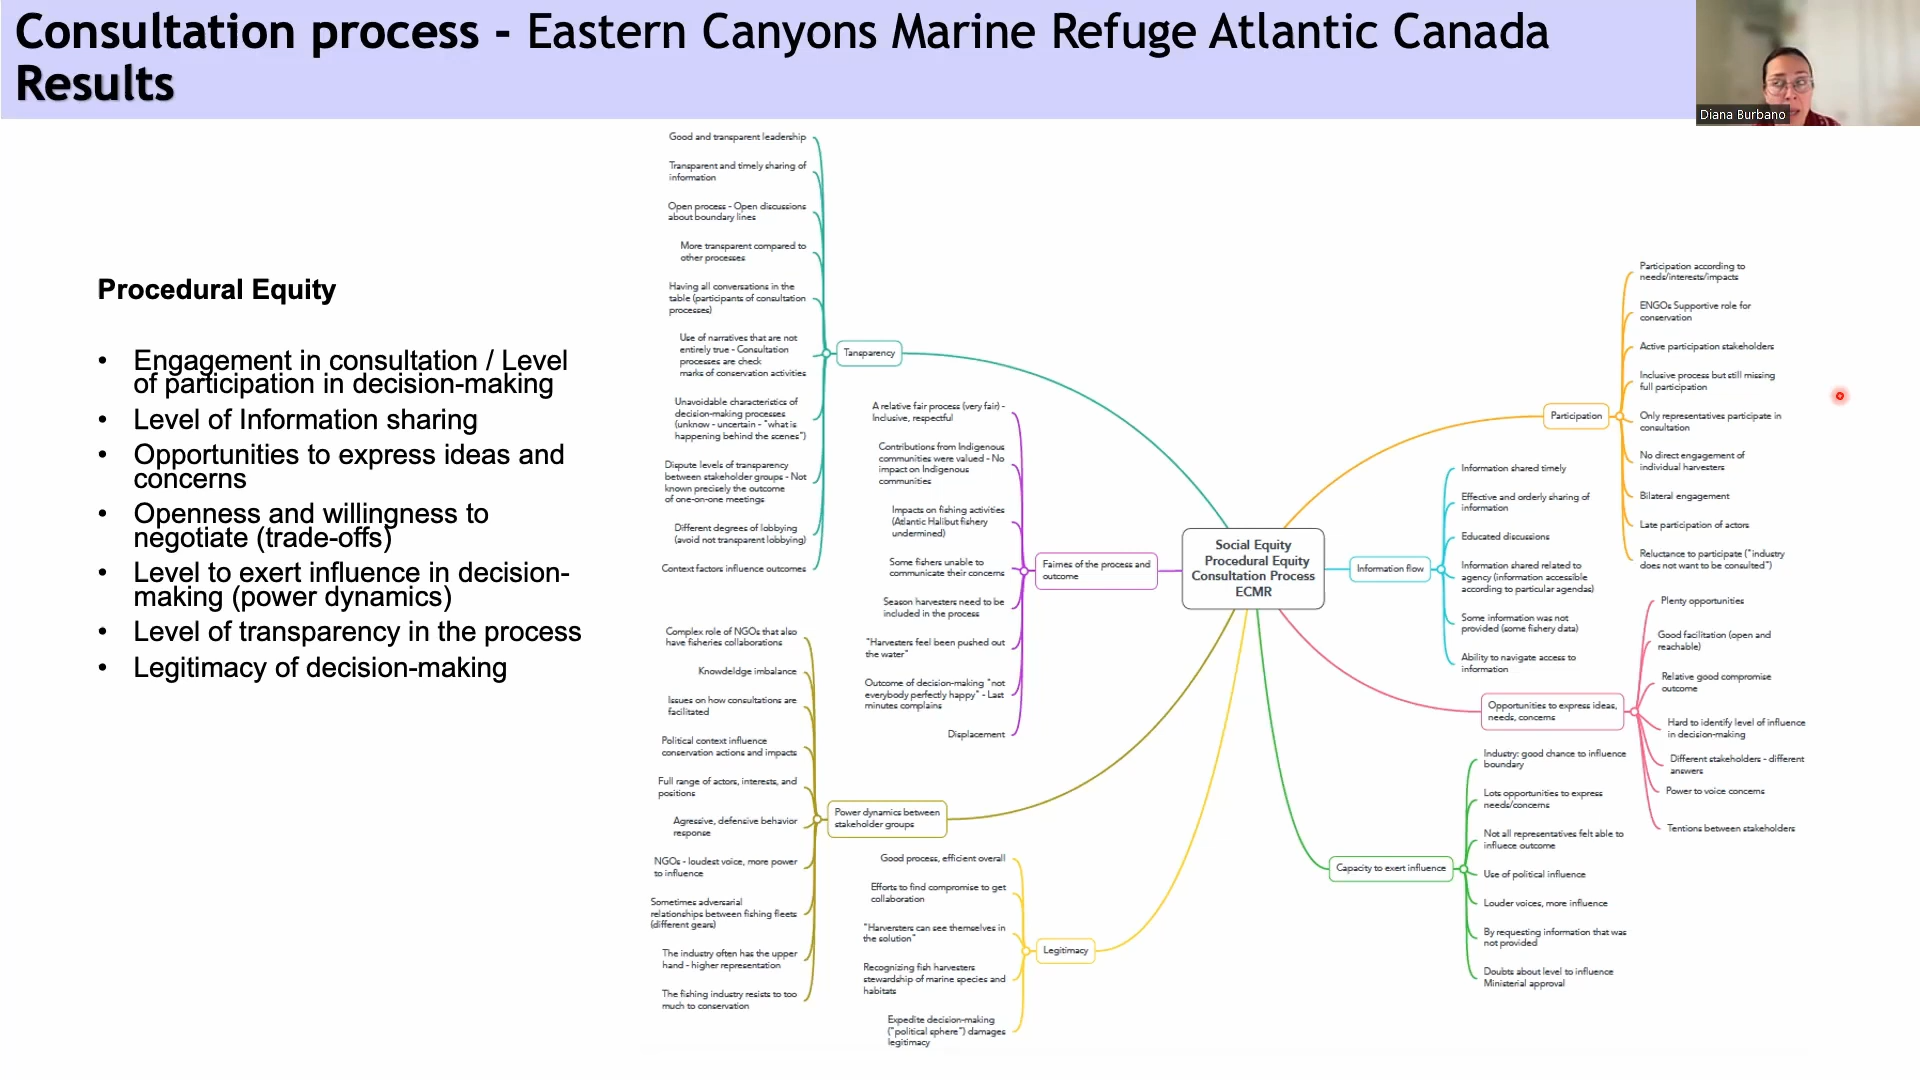 Consultation process - Eastern Canyons Marine Refuge Atlantic Canada
Results
Diana Burbano
Procedural Equity
• Engagement in consultation / Level
of participation in decision-making
• Level of Information sharing
• Opportunities to express ideas and
concerns
• Openness and willingness to
negotiate (trade-offs)
• Level to exert influence in decision-
making (power dynamics)
• Level of transparency in the process
• Legitimacy of decision-making
Good and transparent leadership
Transparent and timely sharing of
information
Open process - Open discussions
about boundary lines
More transparent compared to
other processes
Having all conversations in the
table (participants of consultation
processes)
Use of narratives that are not
entirely true - Consultation
processes are check
marks of conservation activities
Unavoidable characteristics of
decision-making processes
(unknow - uncertain - "what is
happening behind the scenes")
Dispute levels of transparency
between stakeholder groups - Not
known precisely the outcome
of one-on-one meetings
Different degrees of lobbying
(avoid not transparent lobbying)
Context factors influence outcomes
Tansparency
A relative fair process (very fair) -
Inclusive, respectful
Contributions from Indigenous
communities were valued - No
impact on Indigenous
communities
Impacts on fishing activities
(Atlantic Halibut fishery
undermined)
Some fishers unable to
communicate their concerns
Season harvesters need to be
included in the process
"Harvesters feel been pushed out
the water"
Outcome of decision-making "not
everybody perfectly happy" - Last
minutes complains
Displacement
Fairnes of the process and
outcome
Complex role of NGOs that also
have fisheries collaborations
Knowdeldge imbalance
Issues on how consultations are
facilitated
Political context influence
conservation actions and impacts
Full range of actors, interests, and
positions
Agressive, defensive behavior
response
NGOs - loudest voice, more power
to influence
Sometimes adversarial
relationships between fishing fleets
(different gears)
The industry often has the upper
hand - higher representation
The fishing industry resists to too
much to conservation
Power dynamics between
stakeholder groups
Good process, efficient overall
Efforts to find compromise to get
collaboration
"Harversters can see themselves in
the solution"
Recognizing fish harvesters
stewardship of marine species and
habitats
Expedite decision-making
("political sphere") damages
legitimacy
Legitimacy
Social Equity
Procedural Equity
Consultation Process
ECMR
Participation
Participation according to
needs/interests/impacts
ENGOs Supportive role for
conservation
Active participation stakeholders
Inclusive process but still missing
full participation
Only representatives participate in
consultation
No direct engagement of
individual harvesters
Bilateral engagement
Late participation of actors
Reluctance to participate ("industry
does not want to be consulted")
Information flow
Information shared timely
Effective and orderly sharing of
information
Educated discussions
Information shared related to
agency (information accessible
according to particular agendas)
Some information was not
provided (some fishery data)
Ability to navigate access to
information
Opportunities to express ideas,
needs, concerns
Plenty opportunities
Good facilitation (open and
reachable)
Relative good compromise
outcome
Hard to identify level of influence
in decision-making
Different stakeholders - different
answers
Power to voice concerns
Tentions between stakeholders
Capacity to exert influence
Industry: good chance to influence
boundary
Lots opportunities to express
needs/concerns
Not all representatives felt able to
influece outcome
Use of political influence
Louder voices, more influence
By requesting information that was
not provided
Doubts about level to influence
Ministerial approval